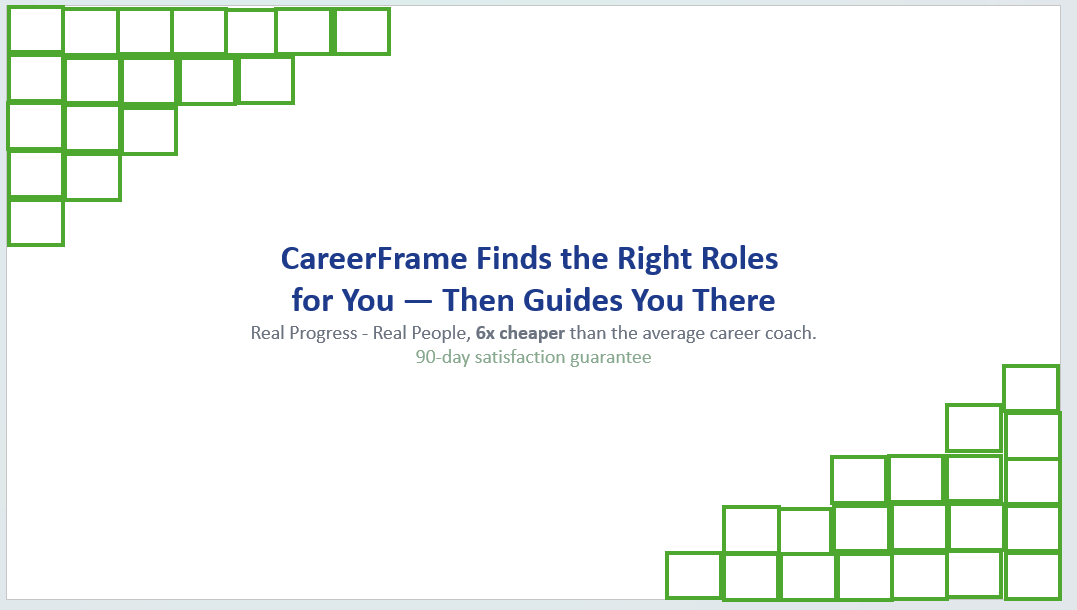 CareerFrame Finds the Right Roles
for You — Then Guides You There
Real Progress - Real People, 6x cheaper than the average career coach.
90-day satisfaction guarantee